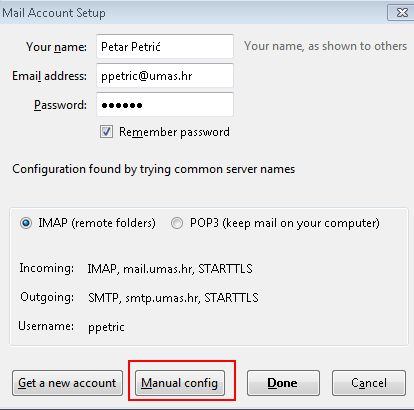 Mail Account Setup
Your name: Petar Petrić Your name, as shown to others
Email address: ppetric@umas.hr
Password: ●●●●●●
Remember password
Configuration found by trying common server names
IMAP (remote folders) POP3 (keep mail on your computer)
Incoming: IMAP, mail.umas.hr, STARTTLS
Outgoing: SMTP, smtp.umas.hr, STARTTLS
Username: ppetric
Get a new account Manual config Done Cancel